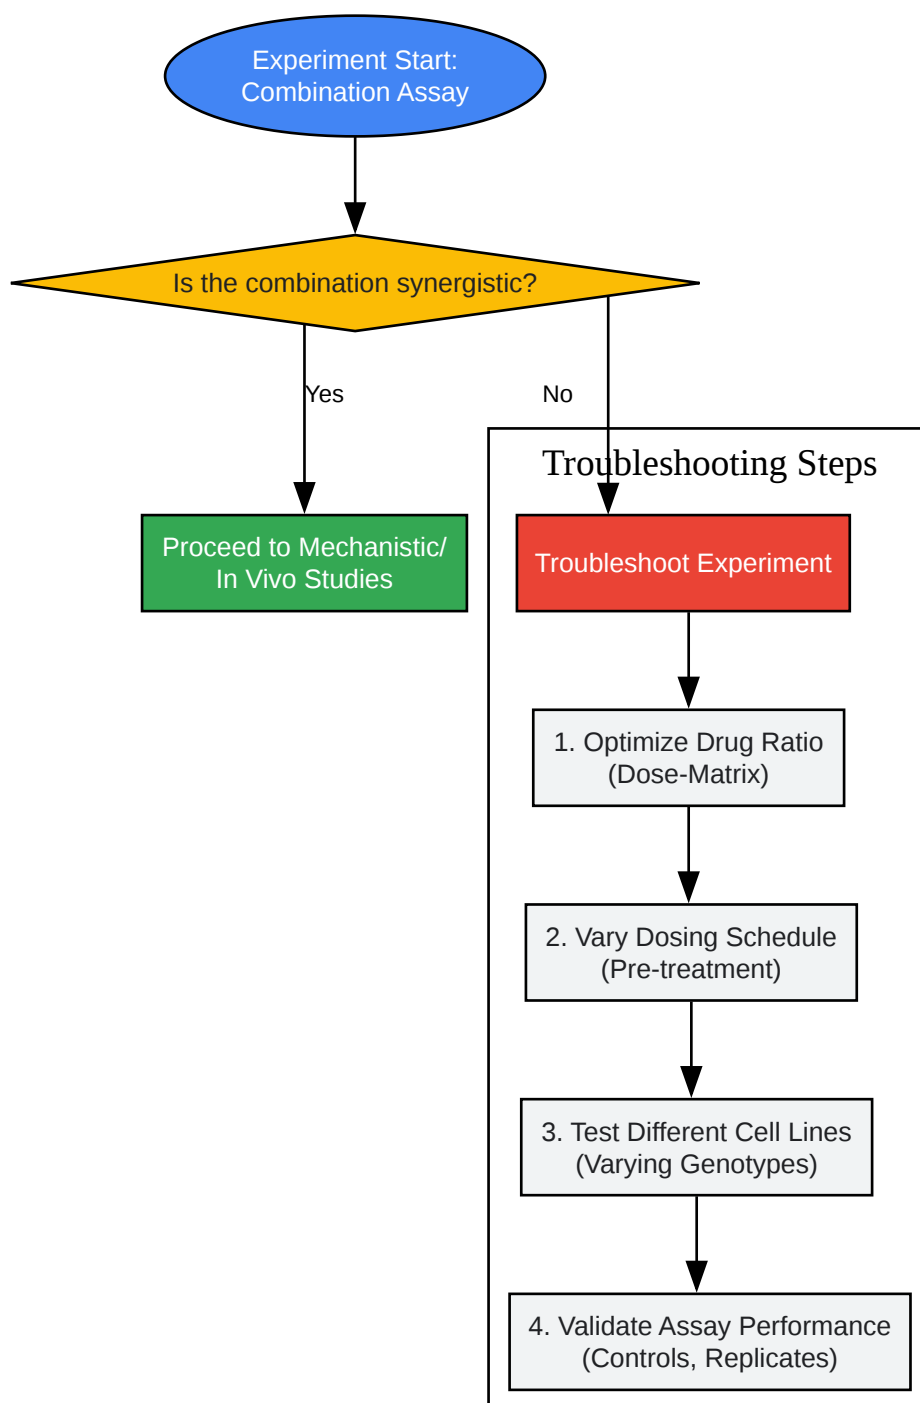 Experiment Start:
Combination Assay
Is the combination synergistic?
Yes
No
Troubleshooting Steps
Proceed to Mechanistic/
In Vivo Studies
Troubleshoot Experiment
1. Optimize Drug Ratio
(Dose-Matrix)
2. Vary Dosing Schedule
(Pre-treatment)
3. Test Different Cell Lines
(Varying Genotypes)
4. Validate Assay Performance
(Controls, Replicates)